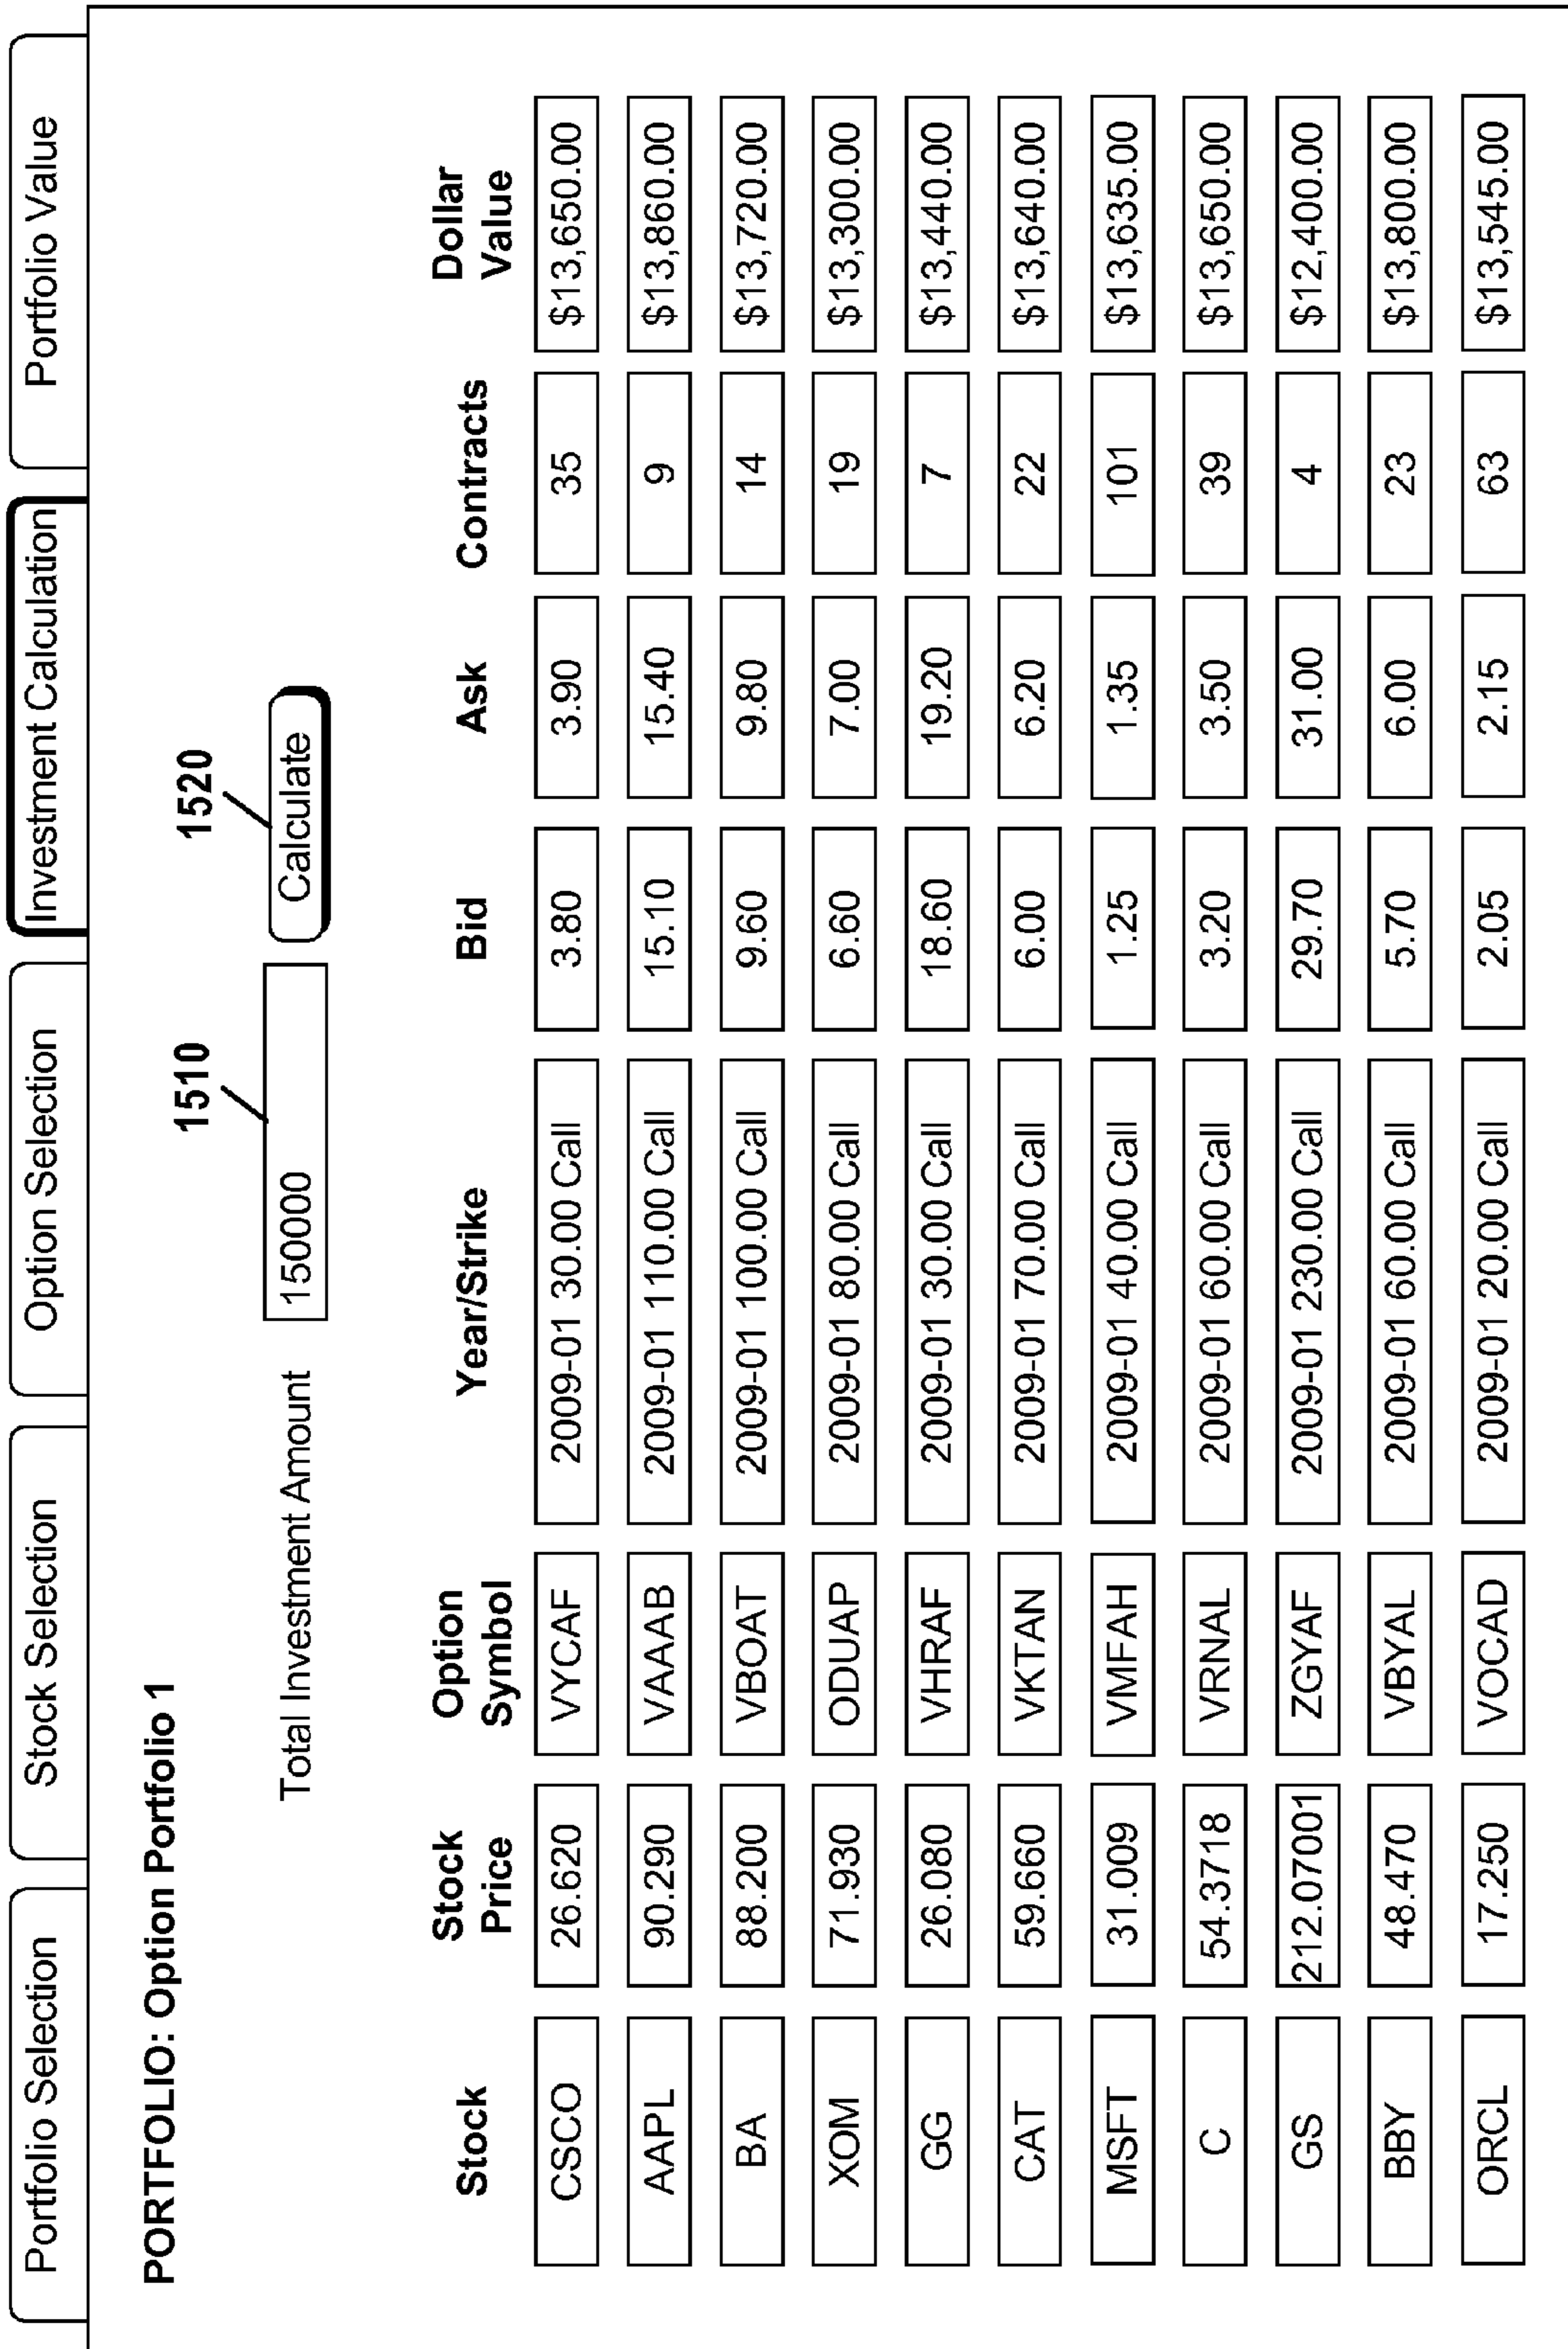 Portfolio Selection Stock Selection Option Selection Investment Calculation Portfolio Value
PORTFOLIO: Option Portfolio 1
1510 1520
Total Investment Amount 150000 Calculate
Stock Stock Price Option Symbol Year/Strike Bid Ask Contracts Dollar Value
CSCO 26.620 VYCAF 2009-01 30.00 Call 3.80 3.90 35 $13,650.00
AAPL 90.290 VAAAB 2009-01 110.00 Call 15.10 15.40 9 $13,860.00
BA 88.200 VBOAT 2009-01 100.00 Call 9.60 9.80 14 $13,720.00
XOM 71.930 ODUAP 2009-01 80.00 Call 6.60 7.00 19 $13,300.00
GG 26.080 VHRAF 2009-01 30.00 Call 18.60 19.20 7 $13,440.00
CAT 59.660 VKTAN 2009-01 70.00 Call 6.00 6.20 22 $13,640.00
MSFT 31.009 VMFAH 2009-01 40.00 Call 1.25 1.35 101 $13,635.00
C 54.3718 VRNAL 2009-01 60.00 Call 3.20 3.50 39 $13,650.00
GS 212.07001 ZGYAF 2009-01 230.00 Call 29.70 31.00 4 $12,400.00
BBY 48.470 VBYAL 2009-01 60.00 Call 5.70 6.00 23 $13,800.00
ORCL 17.250 VOCAD 2009-01 20.00 Call 2.05 2.15 63 $13,545.00